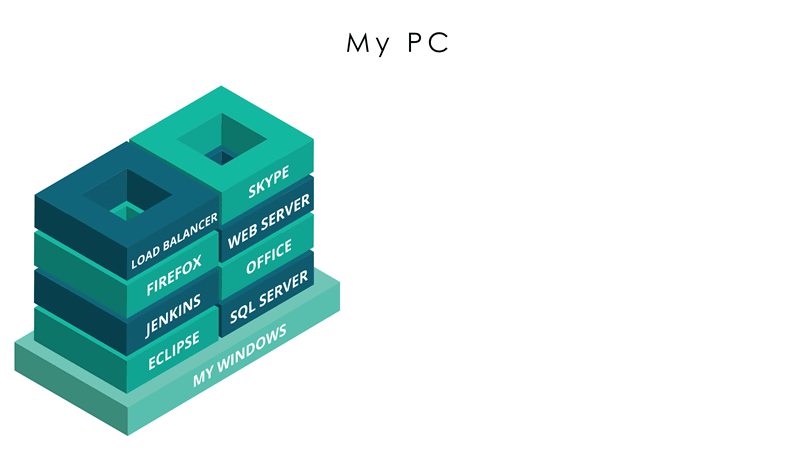 My PC
LOAD BALANCER
FIREFOX
JENKINS
ECLIPSE
SKYPE
WEB SERVER
OFFICE
SQL SERVER
MY WINDOWS